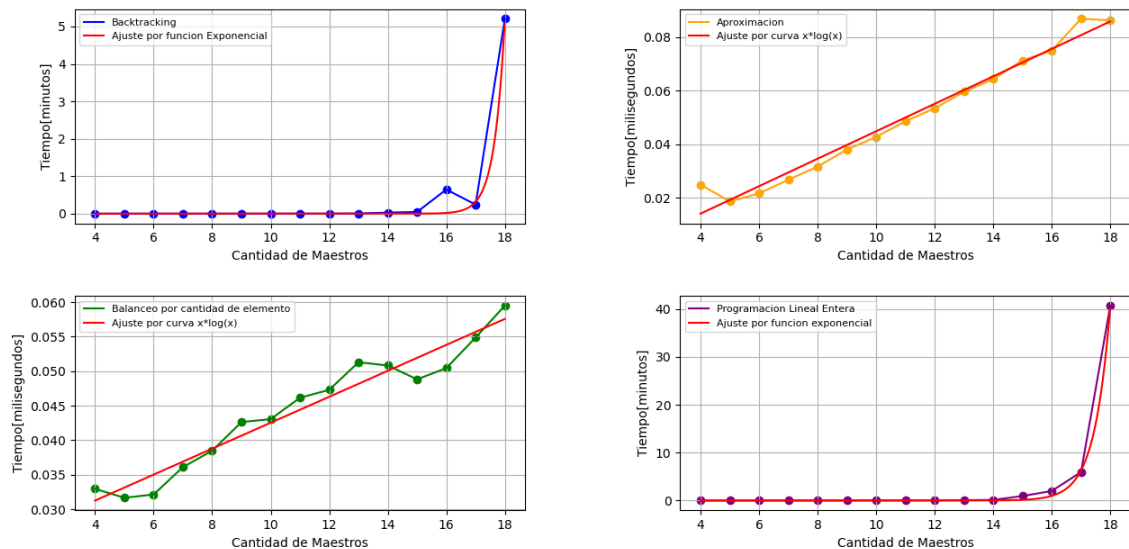 Backtracking
Ajuste por funcion Exponencial
Tiempo[minutos]
5
4
3
2
1
0
4 6 8 10 12 14 16 18
Cantidad de Maestros
Aproximacion
Ajuste por curva x*log(x)
Tiempo[milisegundos]
0.08
0.06
0.04
0.02
4 6 8 10 12 14 16 18
Cantidad de Maestros
Balanceo por cantidad de elemento
Ajuste por curva x*log(x)
Tiempo[milisegundos]
0.060
0.055
0.050
0.045
0.040
0.035
0.030
4 6 8 10 12 14 16 18
Cantidad de Maestros
Programacion Lineal Entera
Ajuste por funcion exponencial
Tiempo[minutos]
40
30
20
10
0
4 6 8 10 12 14 16 18
Cantidad de Maestros